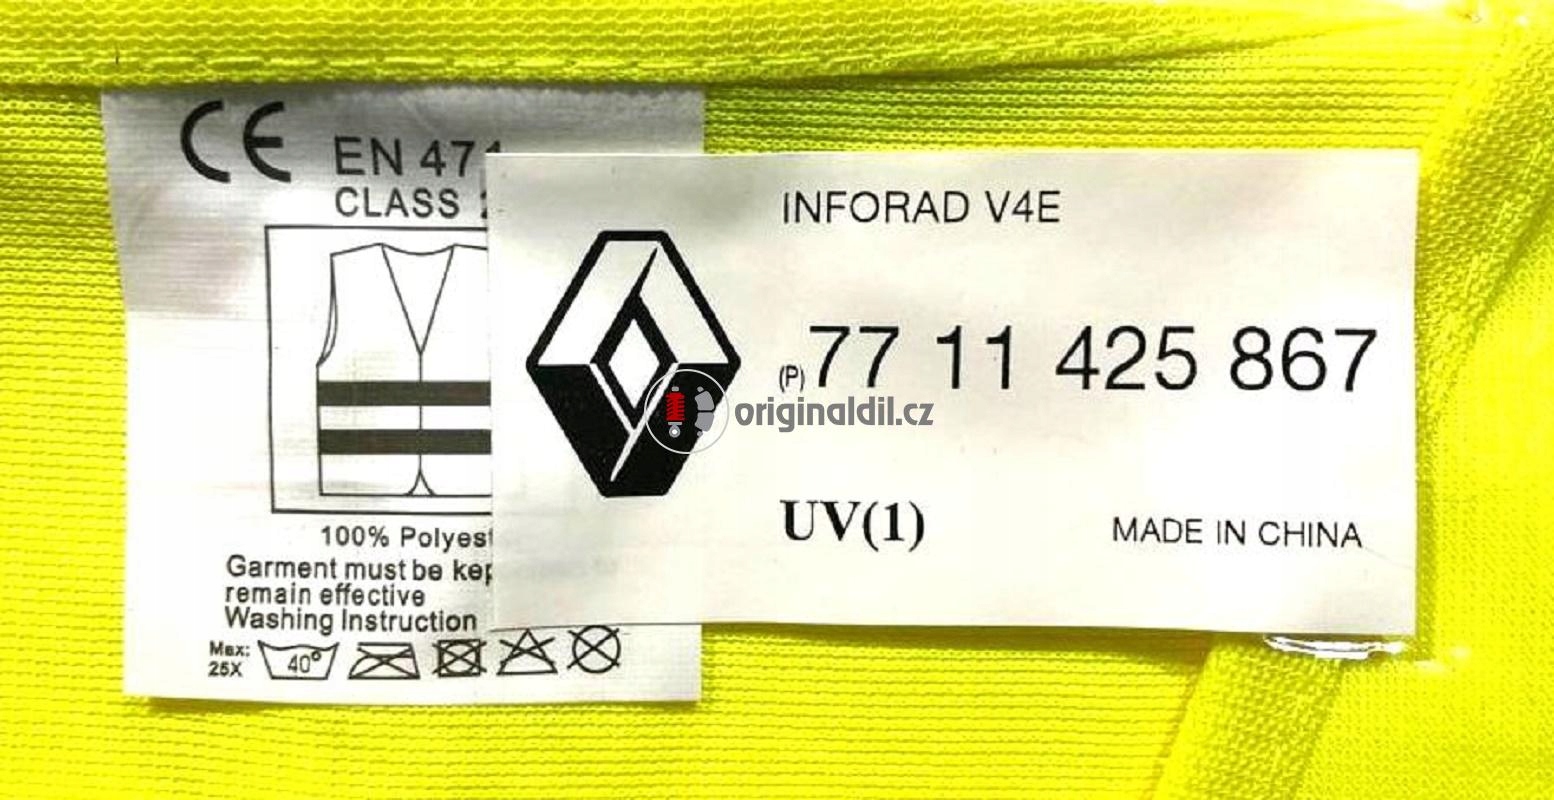 CE
EN 471
CLASS
100% Polyest
Garment must be kep
remain effective
Washing Instruction
Max:
25X
40°
INFORAD V4E
(P) 77 11 425 867
originaldil.cz
UV(1)
MADE IN CHINA